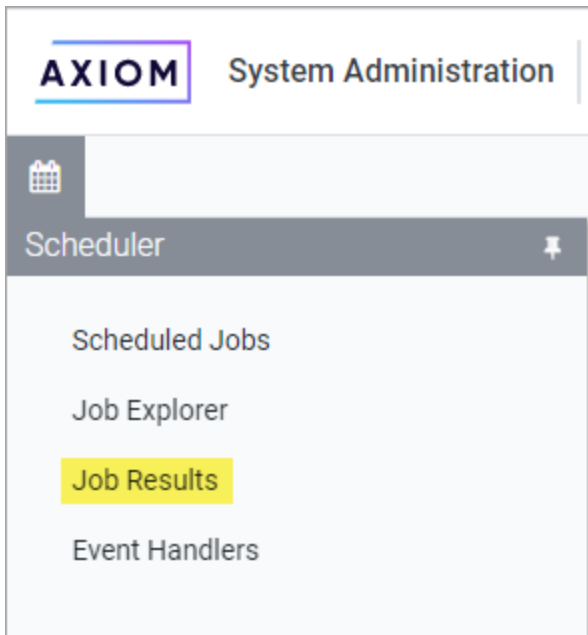 AXIOM System Administration
Scheduler
Scheduled Jobs
Job Explorer
Job Results
Event Handlers